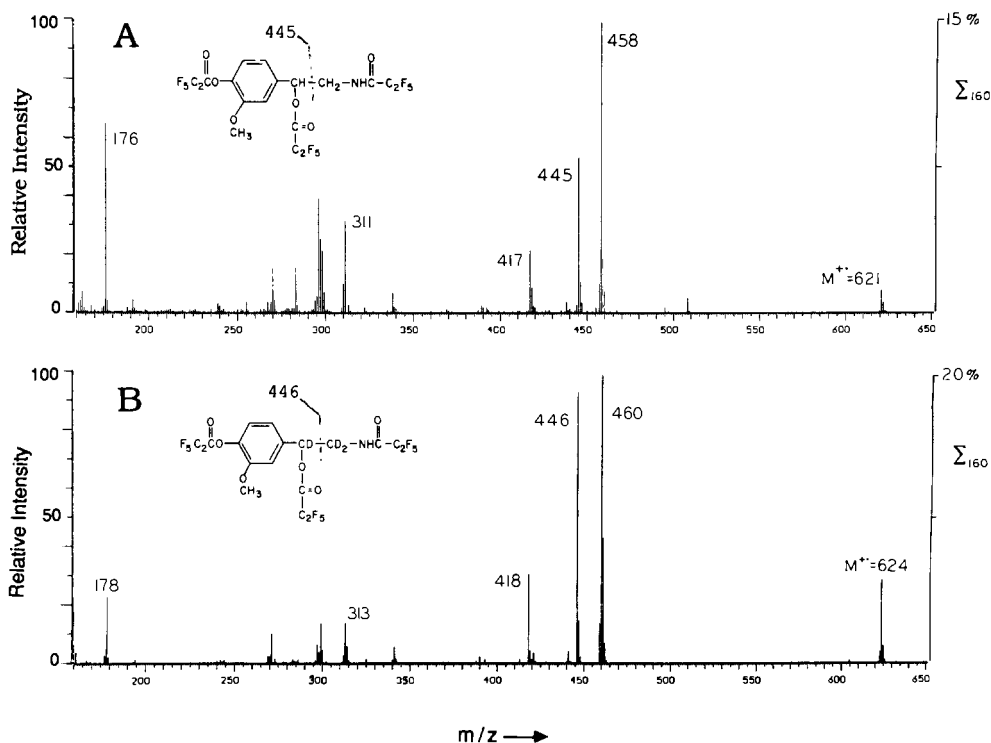 A
100
50
0
Relative Intensity
15 %
Σ160
445
O
F5C2CO
CH-CH2-NHC-C2F5
O
O
CH3
O
C=O
C2F5
176
311
417
445
458
M+·=621
200
250
300
350
400
450
500
550
600
650
B
100
50
0
Relative Intensity
20 %
Σ160
446
O
F5C2CO
CD-CD2-NHC-C2F5
O
O
CH3
O
C=O
C2F5
178
313
418
446
460
M+·=624
200
250
300
350
400
450
500
550
600
650
m/z